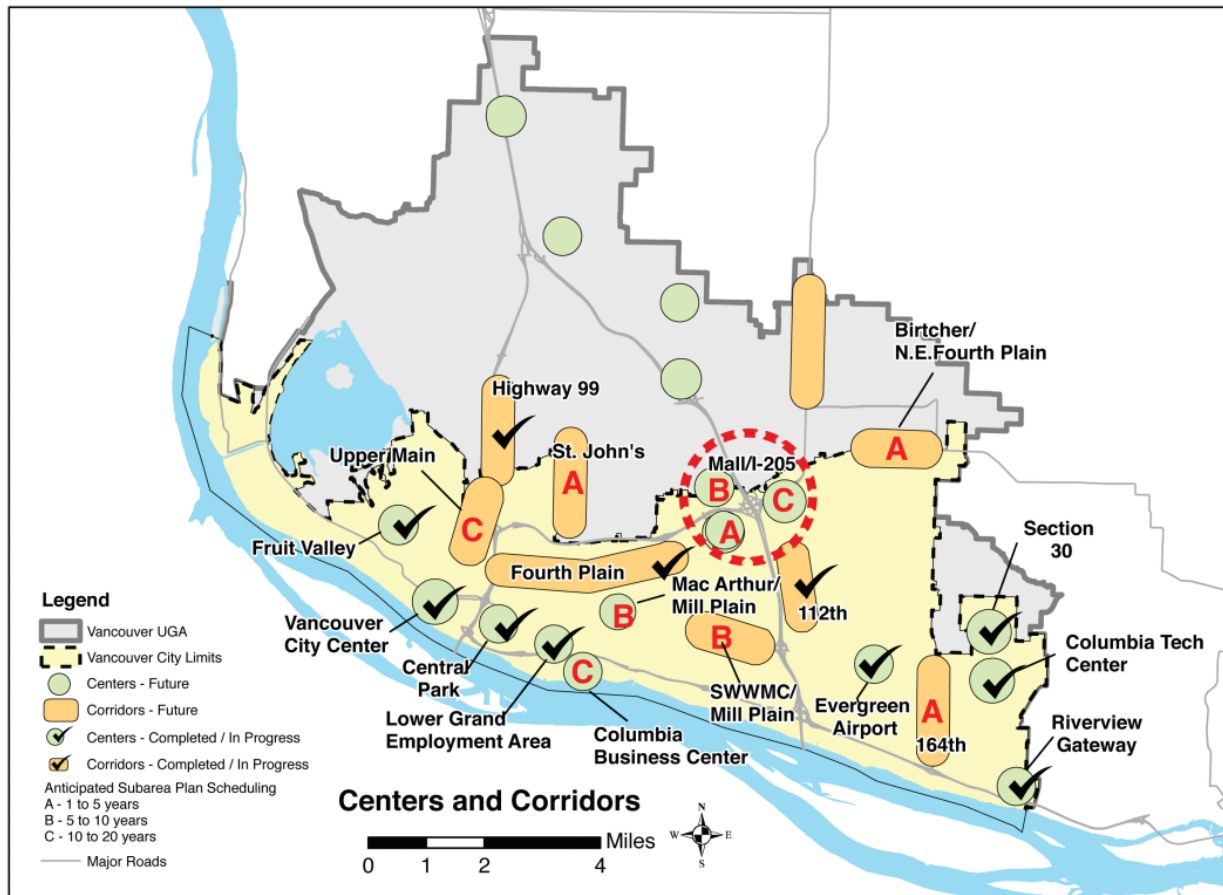 Birtcher/
N.E.Fourth Plain
Highway 99
Upper Main
St. John's
A
A
Mall/I-205
B
C
C
A
Section
30
Fruit Valley
Fourth Plain
Mac Arthur/
Mill Plain
112th
B
B
Vancouver
City Center
Central
Park
Columbia Tech
Center
C
SWWMC/
Mill Plain
Evergreen
Airport
A
164th
Lower Grand
Employment Area
Columbia
Business Center
Riverview
Gateway
Legend
Vancouver UGA
Vancouver City Limits
Centers - Future
Corridors - Future
Centers - Completed / In Progress
Corridors - Completed / In Progress
Anticipated Subarea Plan Scheduling
A - 1 to 5 years
B - 5 to 10 years
C - 10 to 20 years
Major Roads
Centers and Corridors
Miles
0 1 2 4
N
W E
S